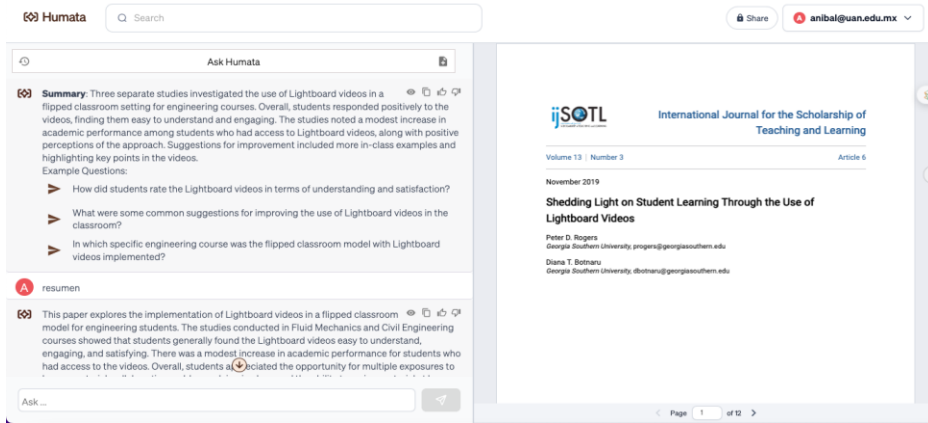 Humata
Search
Share
A anibal@uan.edu.mx
Ask Humata
Summary: Three separate studies investigated the use of Lightboard videos in a
flipped classroom setting for engineering courses. Overall, students responded positively to the
videos, finding them easy to understand and engaging. The studies noted a modest increase in
academic performance among students who had access to Lightboard videos, along with positive
perceptions of the approach. Suggestions for improvement included more in-class examples and
highlighting key points in the videos.
Example Questions:
How did students rate the Lightboard videos in terms of understanding and satisfaction?
What were some common suggestions for improving the use of Lightboard videos in the
classroom?
In which specific engineering course was the flipped classroom model with Lightboard
videos implemented?
A resumen
This paper explores the implementation of Lightboard videos in a flipped classroom
model for engineering students. The studies conducted in Fluid Mechanics and Civil Engineering
courses showed that students generally found the Lightboard videos easy to understand,
engaging, and satisfying. There was a modest increase in academic performance for students who
had access to the videos. Overall, students appreciated the opportunity for multiple exposures to
Ask ...
ijSOTL
International Journal for the Scholarship of
Teaching and Learning
Volume 13 | Number 3
Article 6
November 2019
Shedding Light on Student Learning Through the Use of
Lightboard Videos
Peter D. Rogers
Georgia Southern University, progers@georgiasouthern.edu
Diana T. Botnaru
Georgia Southern University, dbotnaru@georgiasouthern.edu
Page 1 of 12